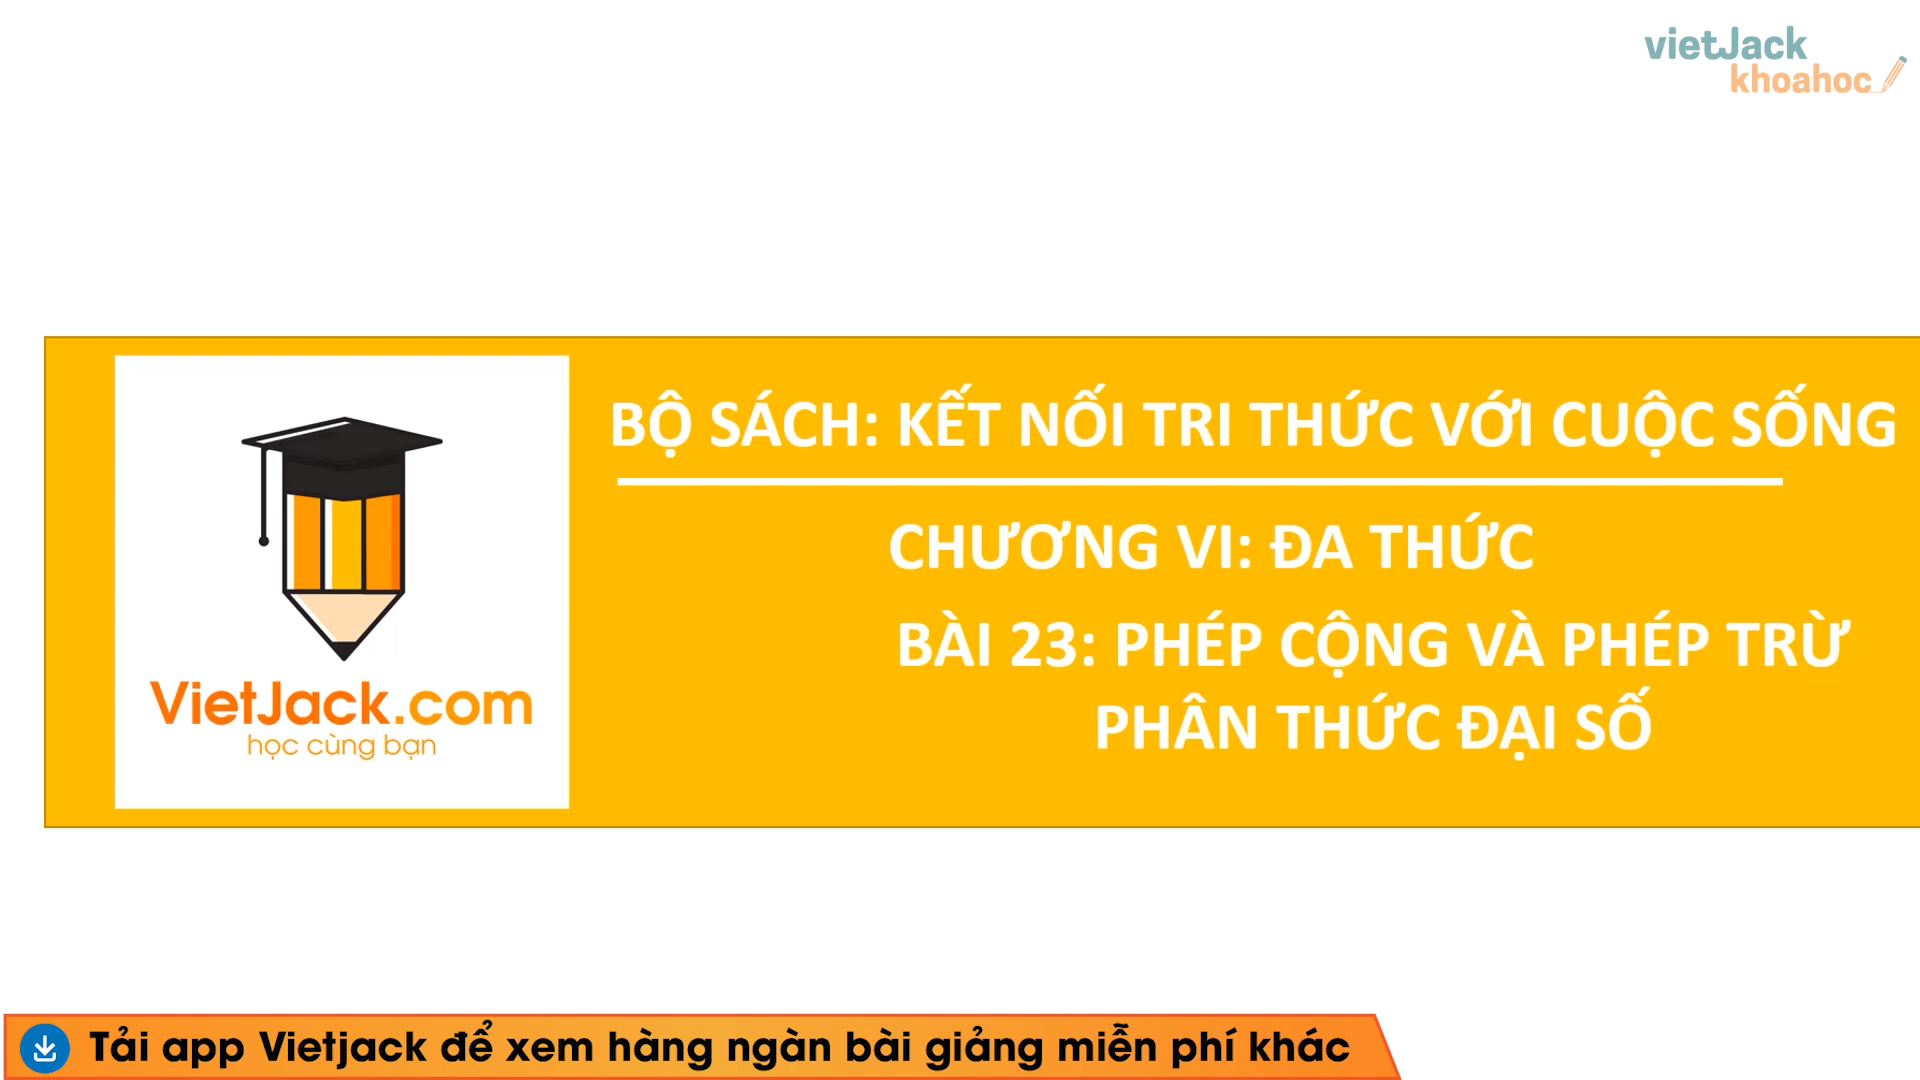 vietJack
khoahoc
BỘ SÁCH: KẾT NỐI TRI THỨC VỚI CUỘC SỐNG
CHƯƠNG VI: ĐA THỨC
BÀI 23: PHÉP CỘNG VÀ PHÉP TRỪ
PHÂN THỨC ĐẠI SỐ
VietJack.com
học cùng bạn
Tải app Vietjack để xem hàng ngàn bài giảng miễn phí khác